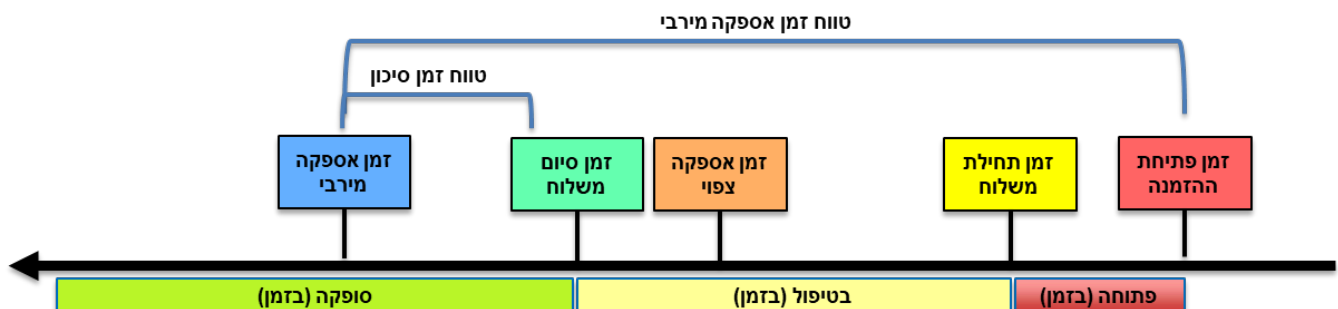 טווח זמן אספקה מירבי
טווח זמן סיכון
זמן פתיחת
ההזמנה
זמן תחילת
משלוח
זמן אספקה
צפוי
זמן סיום
משלוח
זמן אספקה
מירבי
פתוחה (בזמן)
בטיפול (בזמן)
סופקה (בזמן)